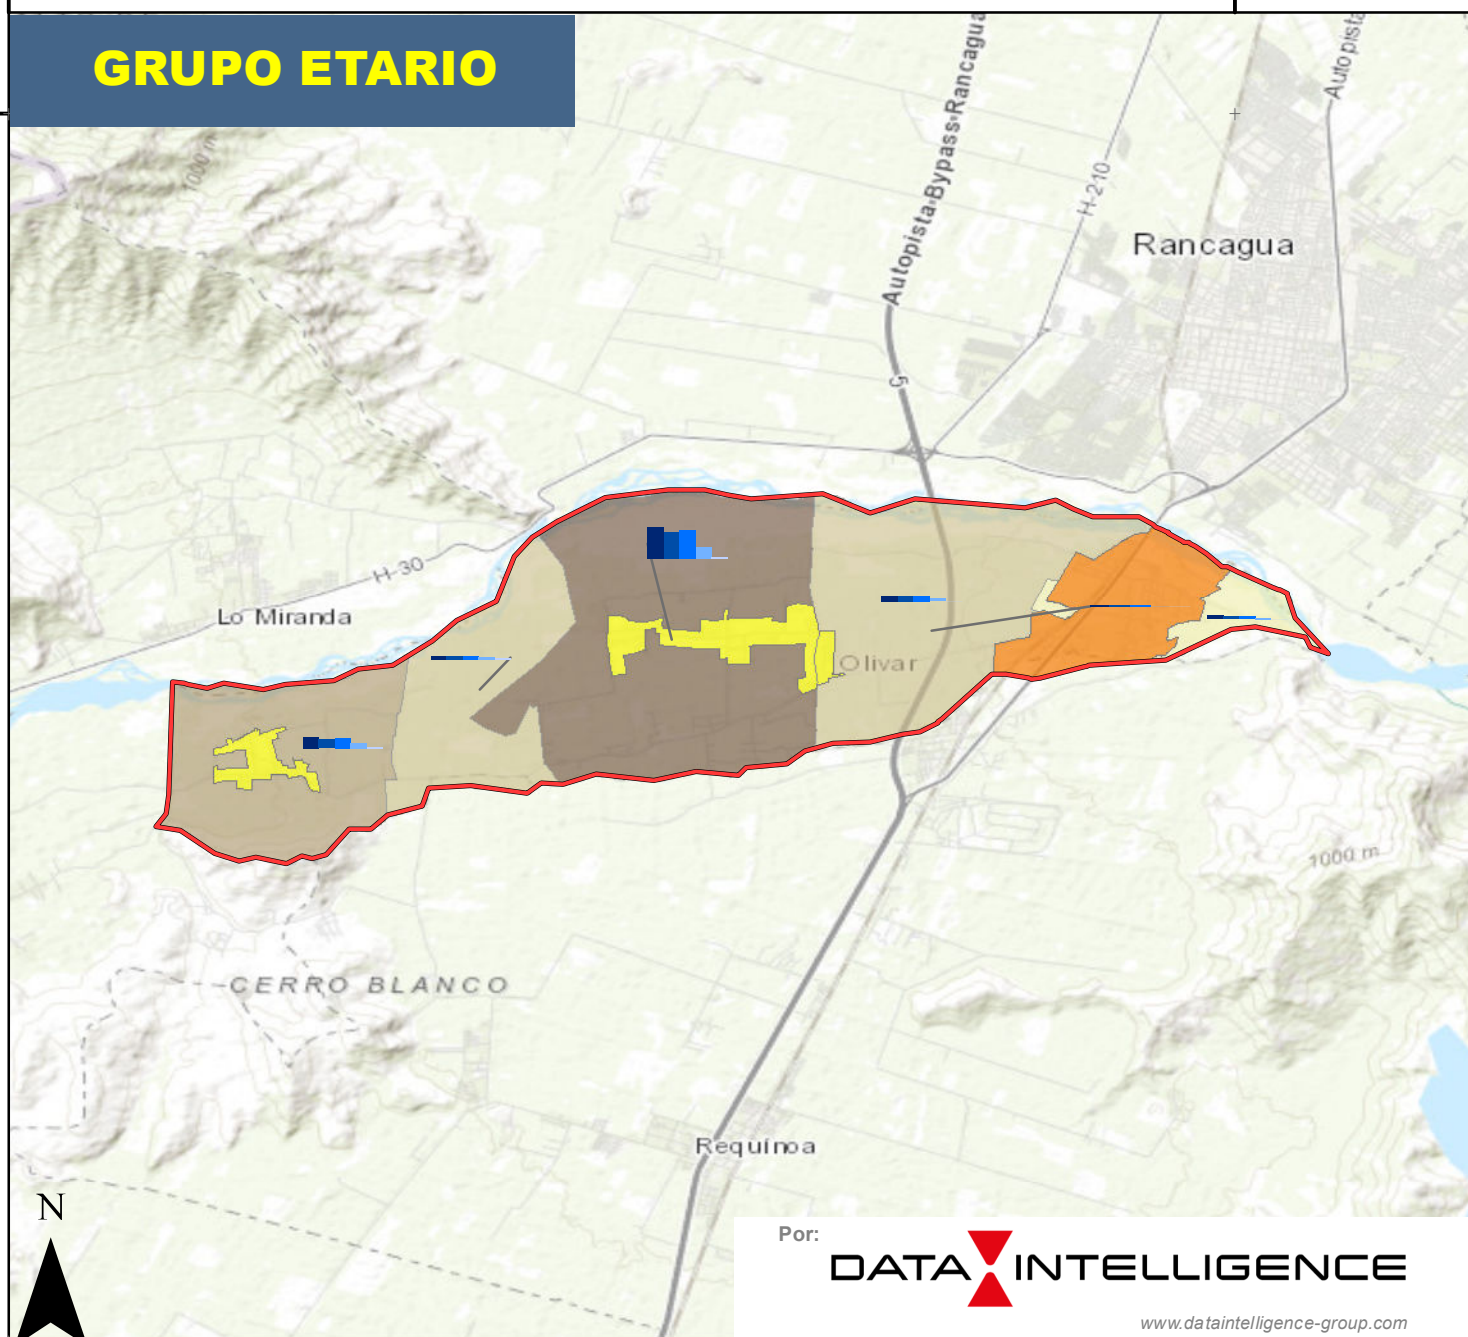 GRUPO ETARIO
1000 m
Autopista Bypass Rancagua
Autopista
H-210
Rancagua
5
H-30
Lo Miranda
Olivar
1000 m
CERRO BLANCO
Requínoa
N
Por:
DATA INTELLIGENCE
www.dataintelligence-group.com